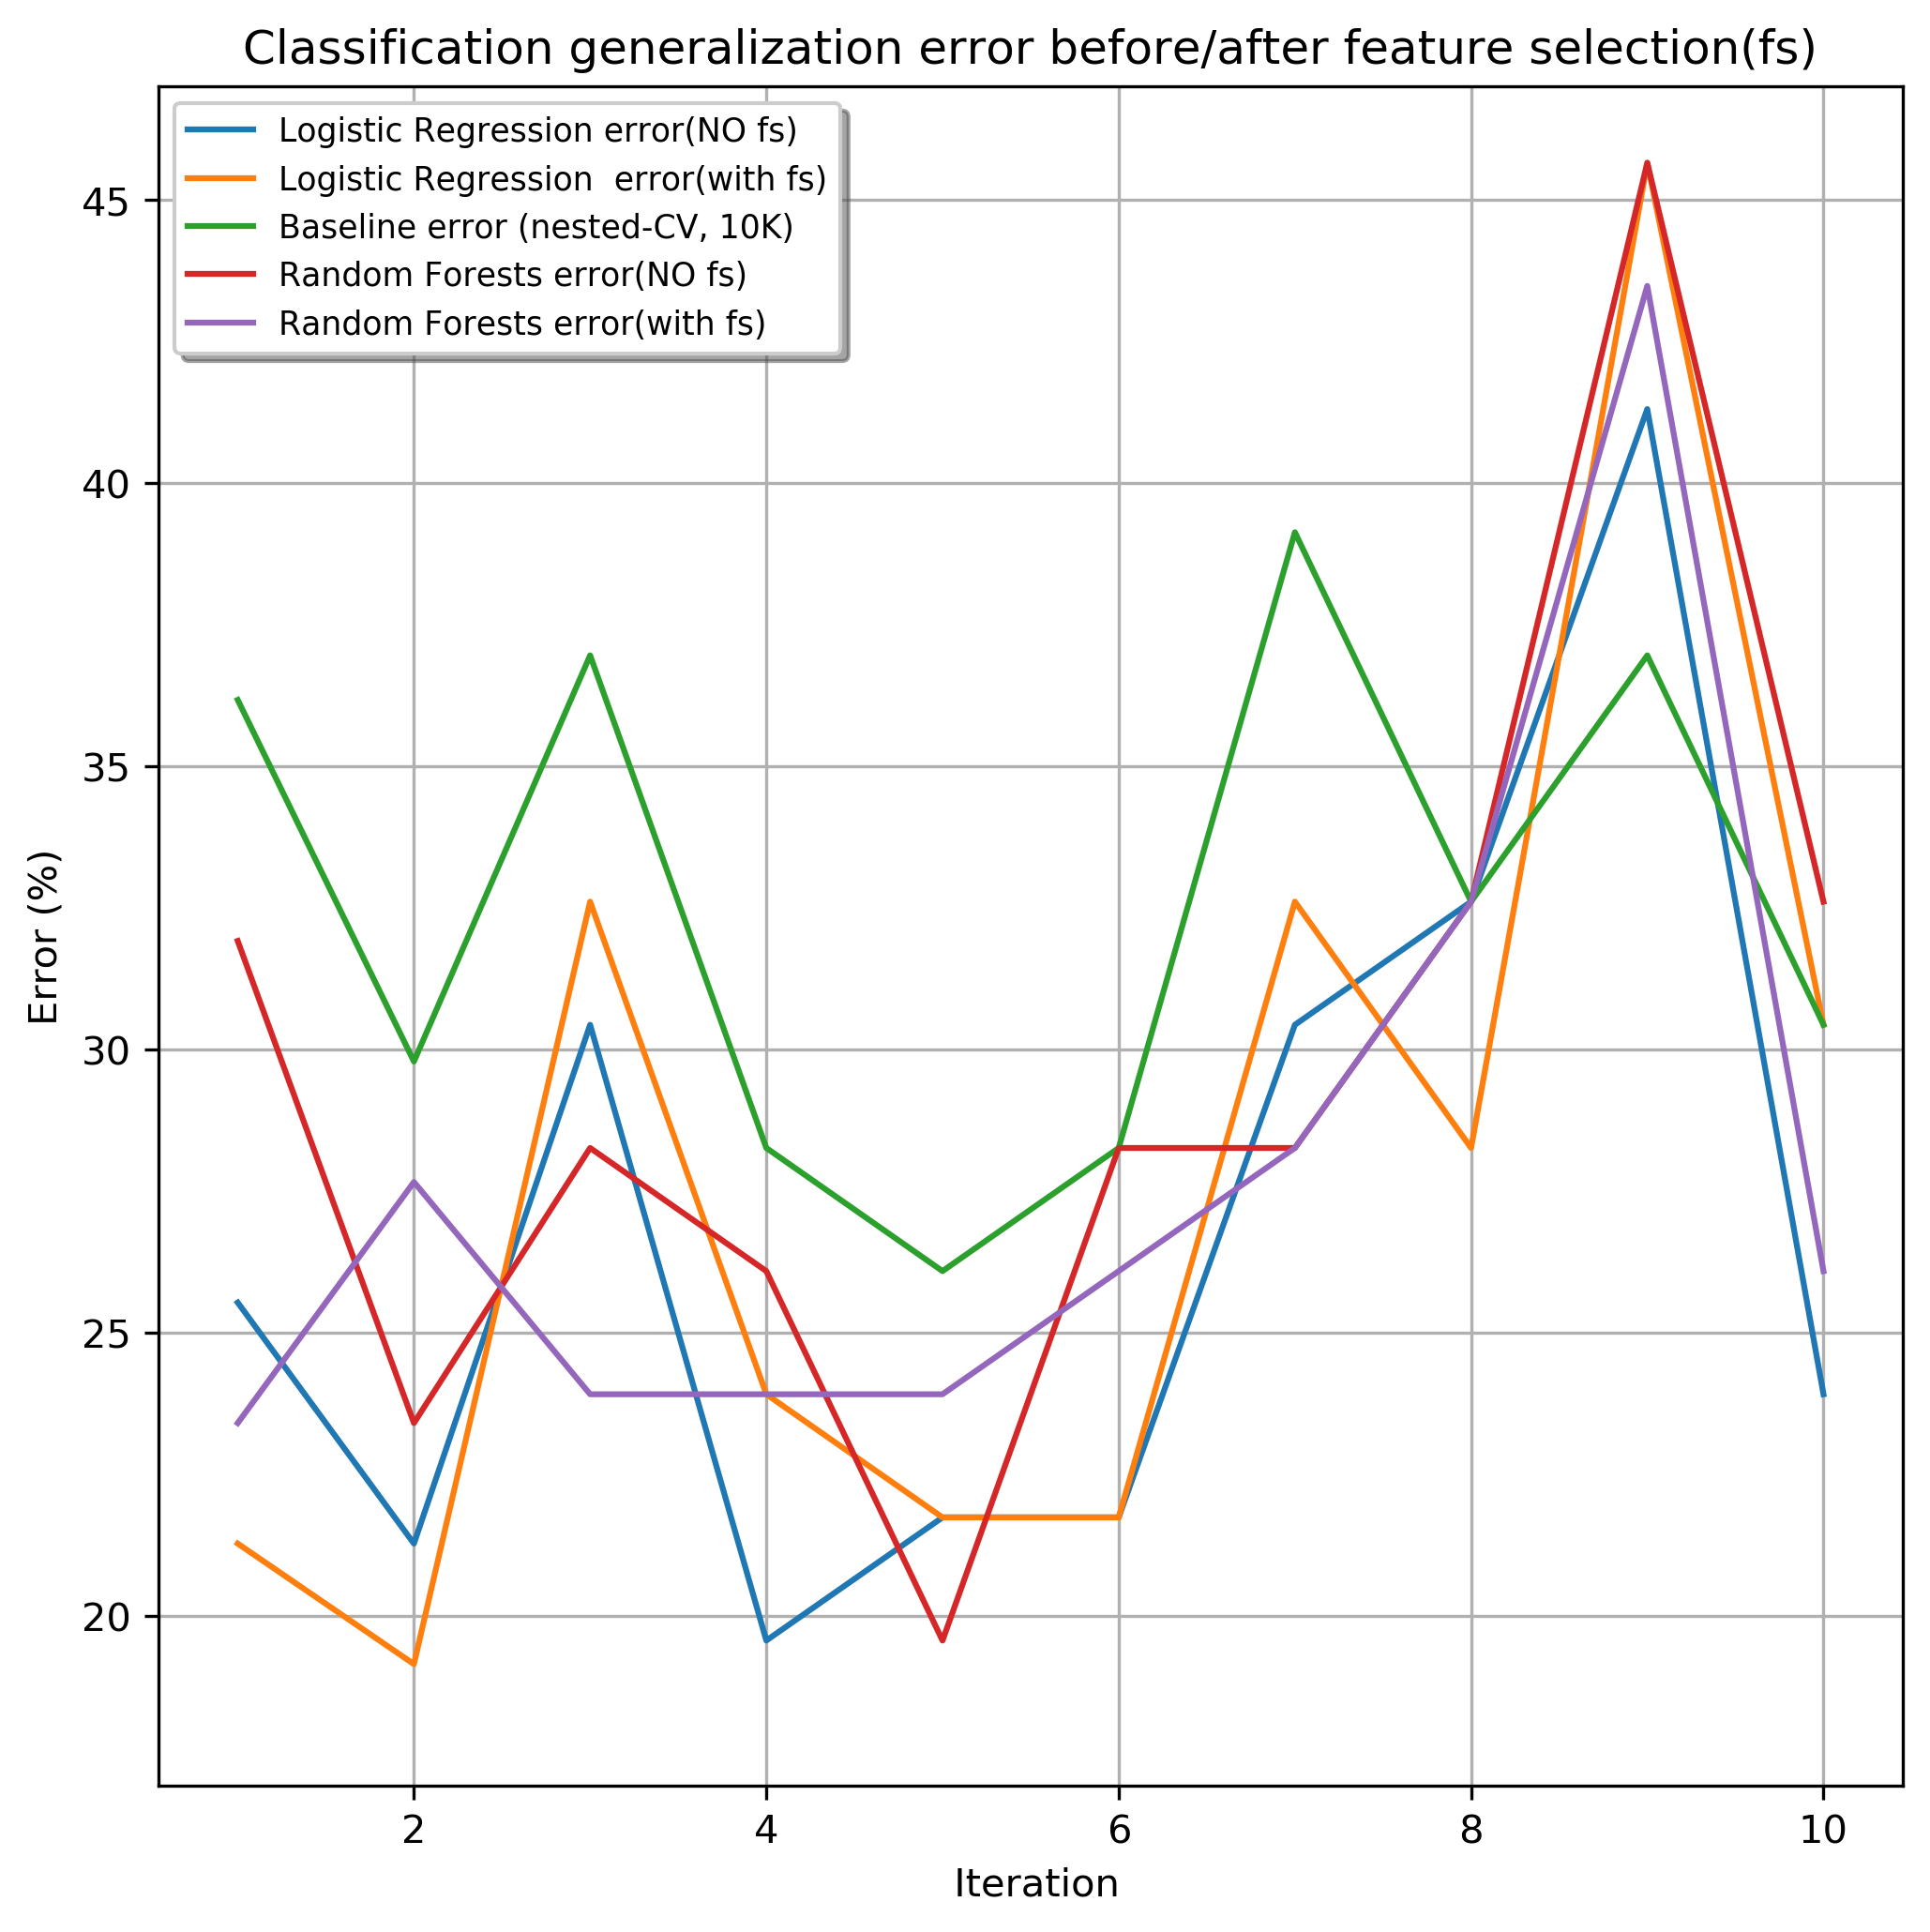 Classification generalization error before/after feature selection(fs)
Logistic Regression error(NO fs)
Logistic Regression  error(with fs)
Baseline error (nested-CV, 10K)
Random Forests error(NO fs)
Random Forests error(with fs)
45
40
35
30
25
20
Error (%)
2 4 6 8 10
Iteration